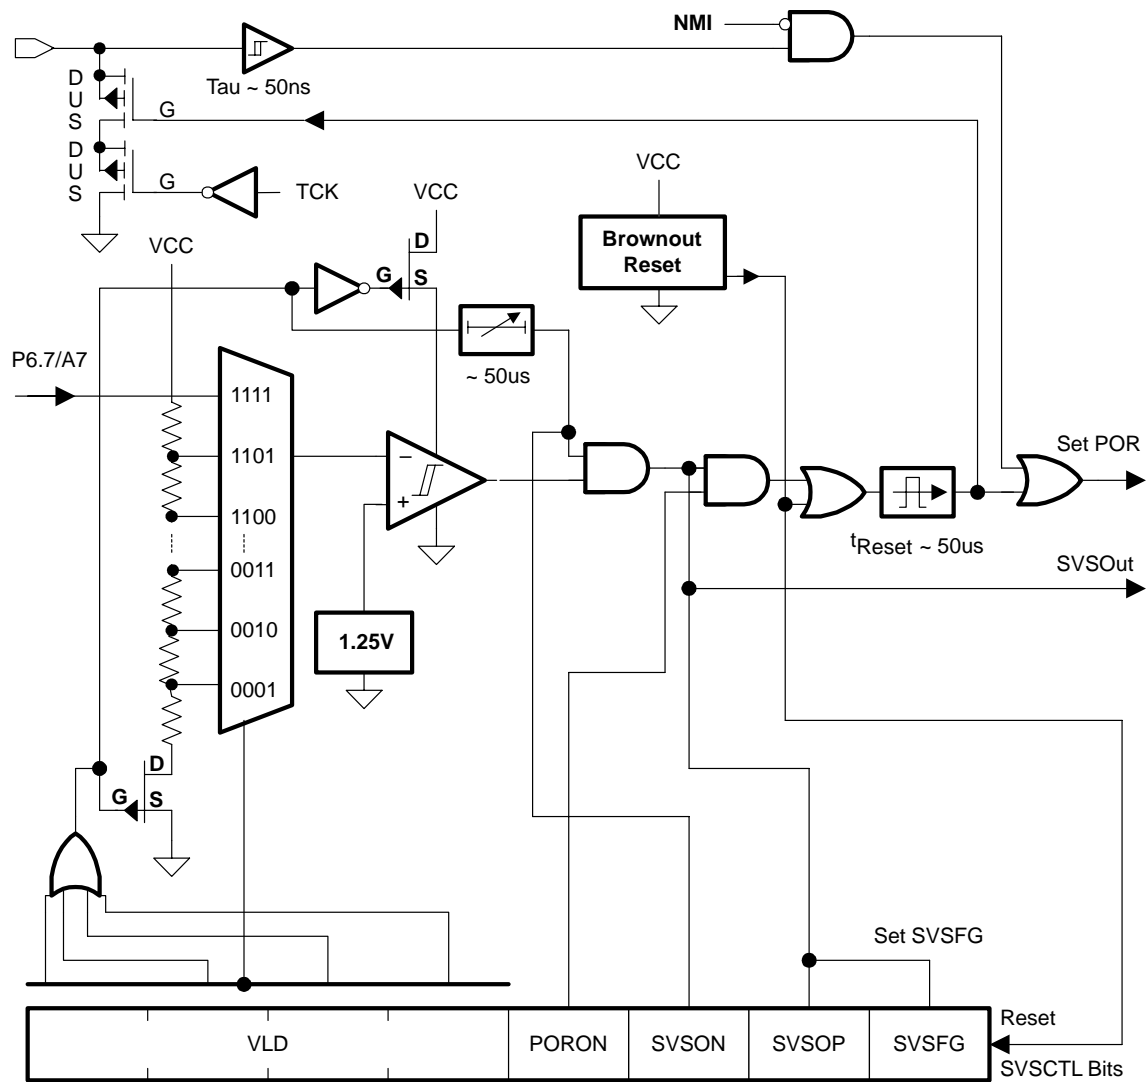 NMI
D
U
G
S
Tau ~ 50ns
D
U
G
S
TCK
VCC
VCC
VCC
Brownout
Reset
D
G
S
~ 50us
P6.7/A7
1111
1101
1100
0011
0010
0001
−
+
1.25V
Set POR
tReset ~ 50us
SVSOut
D
G
S
Set SVSFG
VLD
PORON
SVSON
SVSOP
SVSFG
Reset
SVSCTL Bits